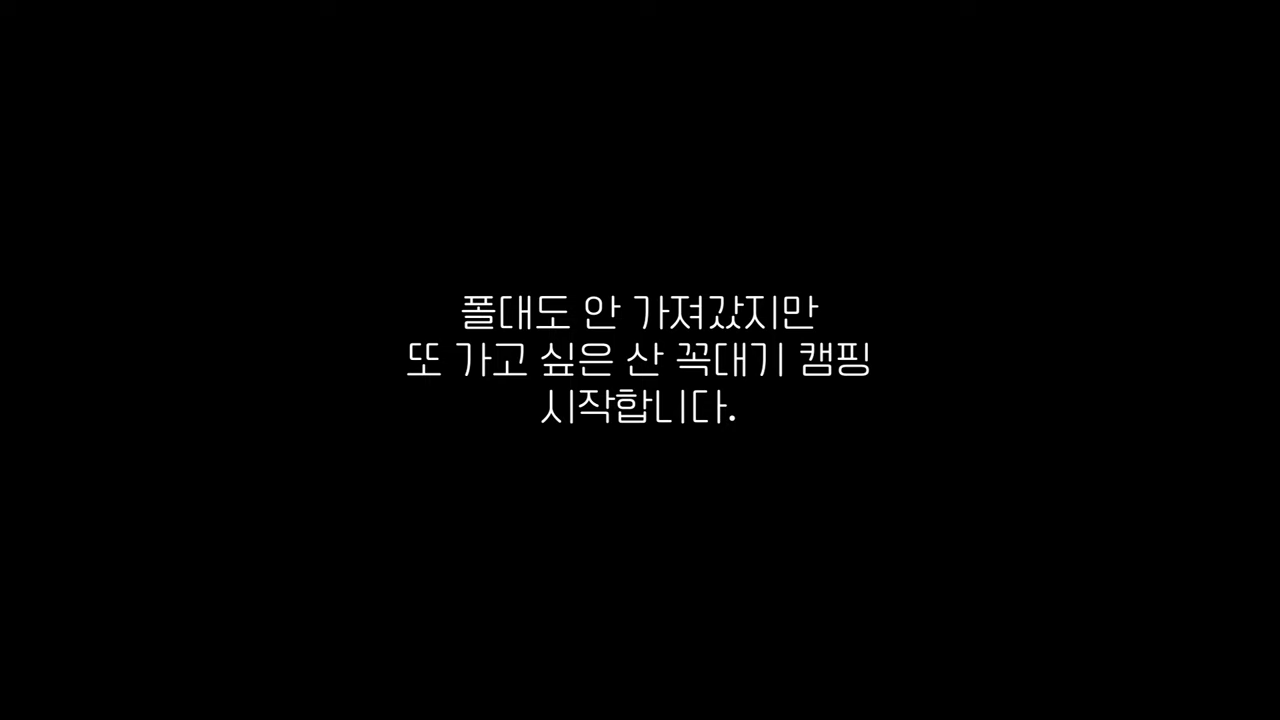 폴대도 안 가져갔지만
또 가고 싶은 산 꼭대기 캠핑
시작합니다.